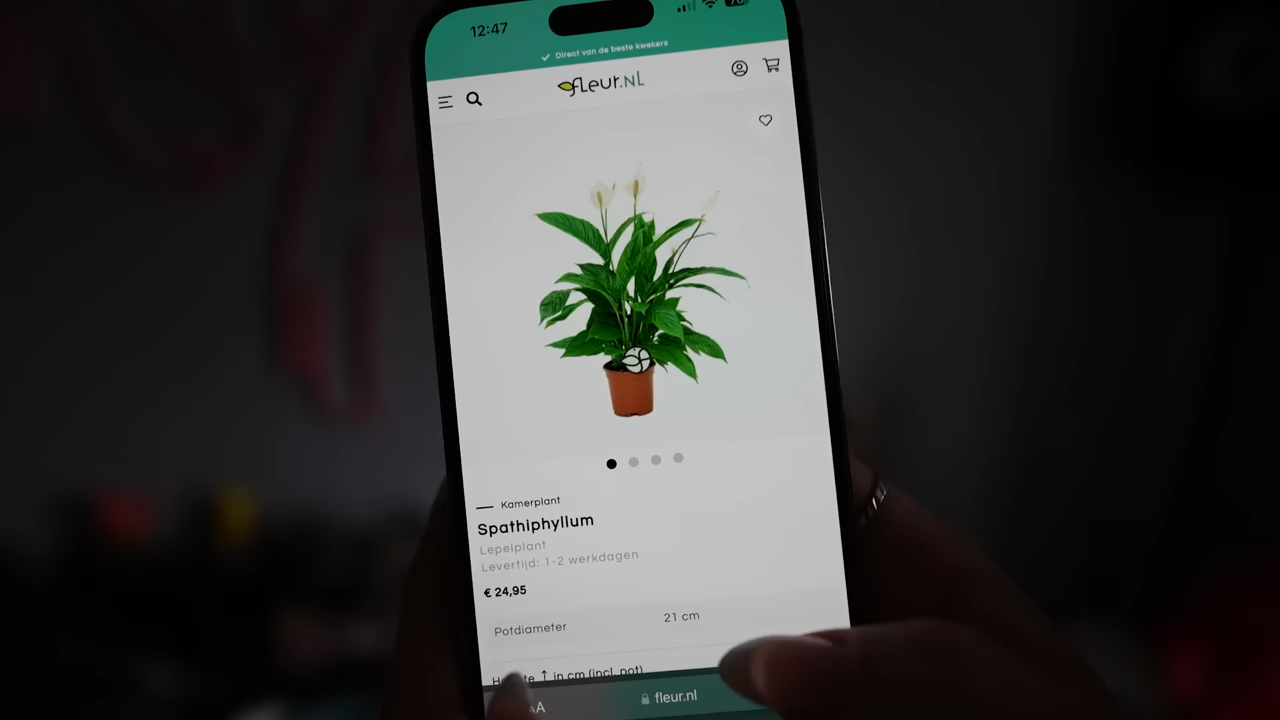 12:47
Direct van de beste kwekers
fleur.NL
Kamerplant
Spathiphyllum
Lepelplant
Levertijd: 1-2 werkdagen
€ 24,95
Potdiameter 21 cm
↑ in cm (incl. pot)
AA fleur.nl